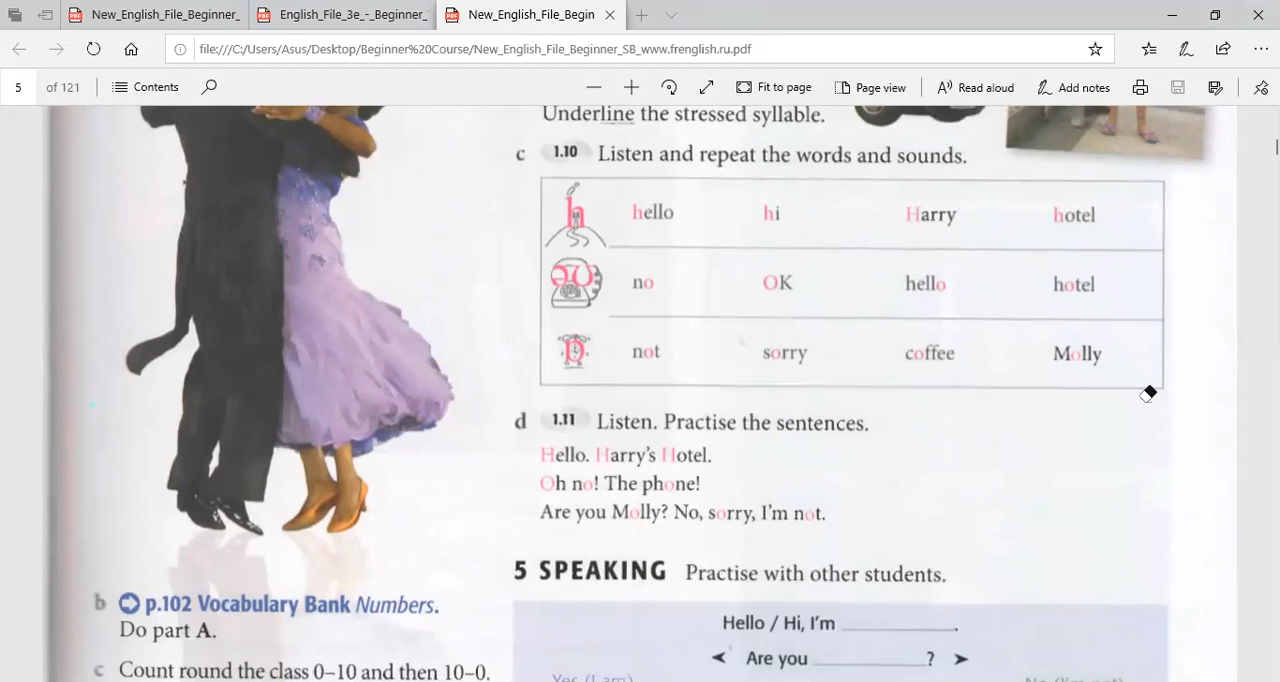 New_English_File_Beginner_
English_File_3e_-_Beginner_
New_English_File_Begin
file:///C:/Users/Asus/Desktop/Beginner%20Course/New_English_File_Beginner_SB_www.frenglish.ru.pdf
5 of 121 Contents Fit to page Page view Read aloud Add notes
Underline the stressed syllable.
c 1.10 Listen and repeat the words and sounds.
h hello hi Harry hotel
əʊ no OK hello hotel
ɒ not sorry coffee Molly
d 1.11 Listen. Practise the sentences.
Hello. Harry's Hotel.
Oh no! The phone!
Are you Molly? No, sorry, I'm not.
5 SPEAKING Practise with other students.
Hello / Hi, I'm ________.
Are you ________?
b p.102 Vocabulary Bank Numbers.
Do part A.
c Count round the class 0–10 and then 10–0.